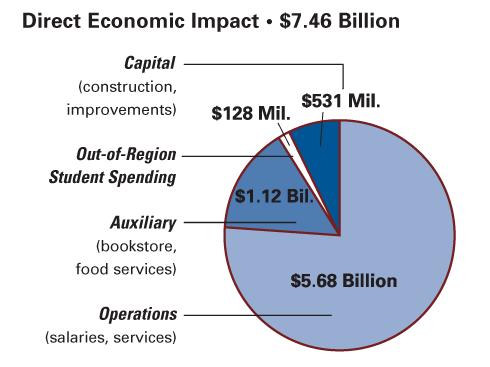 Direct Economic Impact • $7.46 Billion
Capital
(construction,
improvements)
$531 Mil.
$128 Mil.
Out-of-Region
Student Spending
$1.12 Bil.
Auxiliary
(bookstore,
food services)
$5.68 Billion
Operations
(salaries, services)